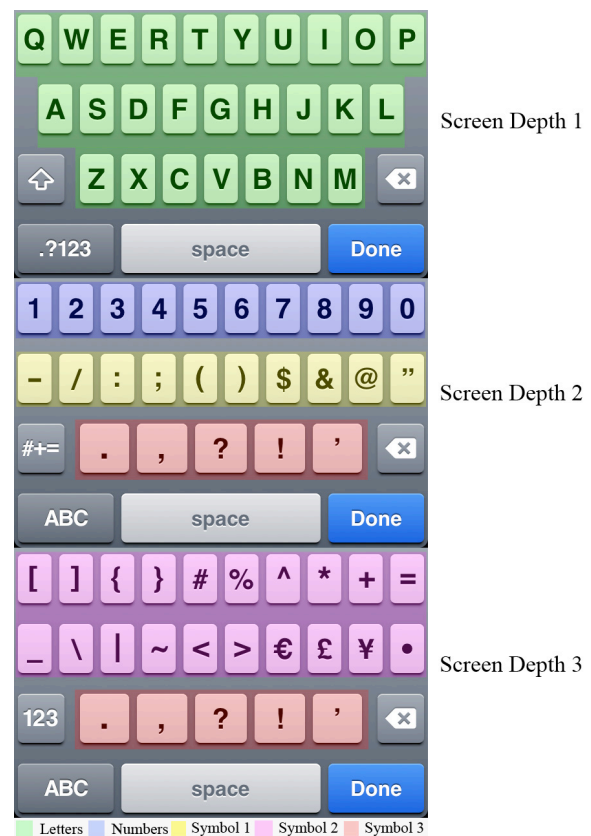 Q W E R T Y U I O P
A S D F G H J K L
Screen Depth 1
Z X C V B N M
.?123 space Done
1 2 3 4 5 6 7 8 9 0
- / : ; ( ) $ & @ ”
Screen Depth 2
#+= . , ? ! ’
ABC space Done
[ ] { } # % ^ * + =
_ \ | ~ < > € £ ¥ •
Screen Depth 3
123 . , ? ! ’
ABC space Done
Letters Numbers Symbol 1 Symbol 2 Symbol 3